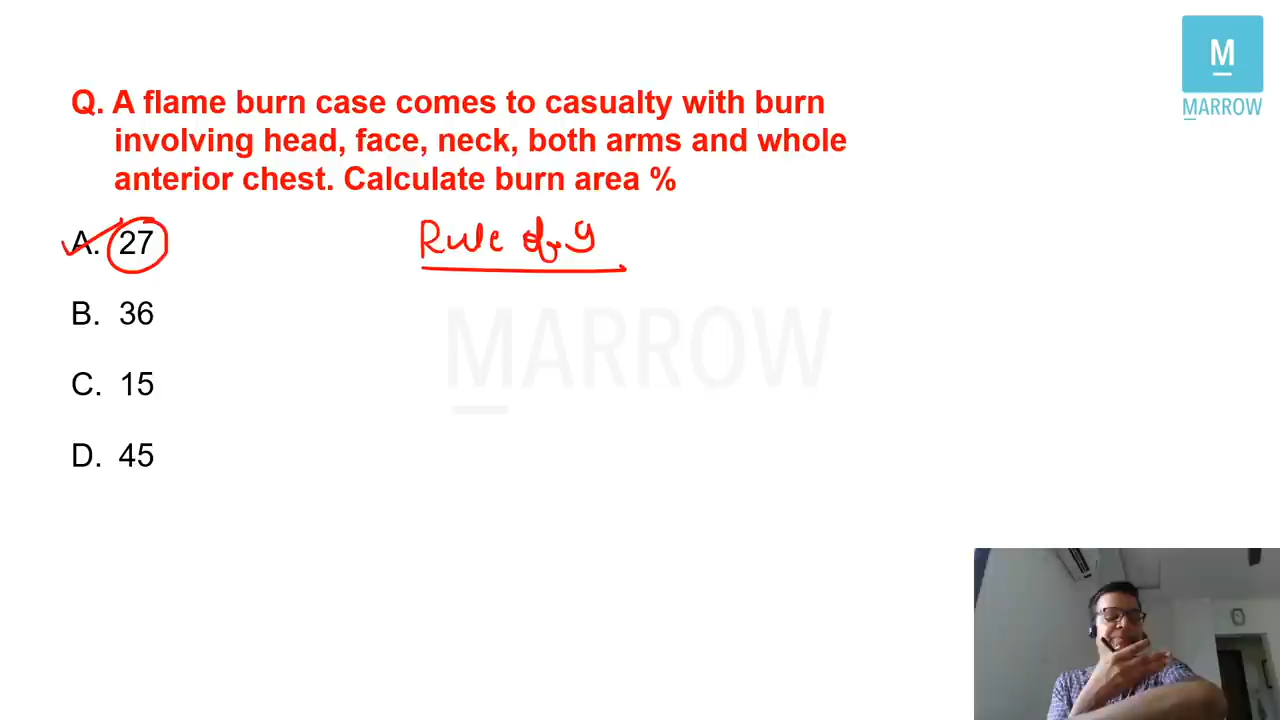 M
MARROW
Q. A flame burn case comes to casualty with burn
involving head, face, neck, both arms and whole
anterior chest. Calculate burn area %
A. 27
Rule of 9
B. 36
MARROW
C. 15
D. 45